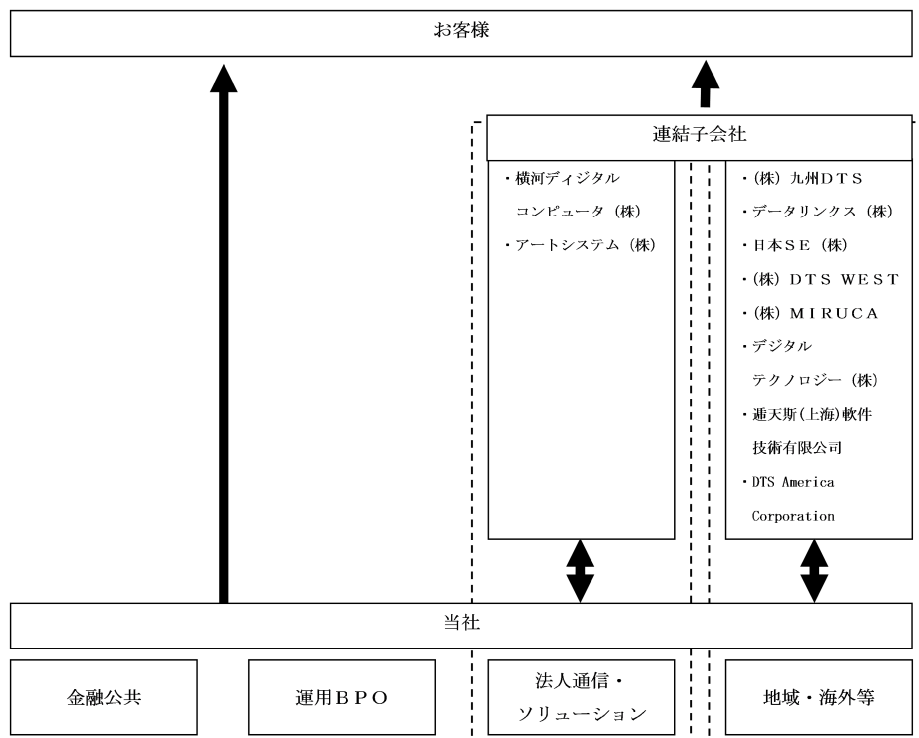 お客様
連結子会社
・横河ディジタル
コンピュータ（株）
・アートシステム（株）
・（株）九州ＤＴＳ
・データリンクス（株）
・日本ＳＥ（株）
・（株）ＤＴＳ ＷＥＳＴ
・（株）ＭＩＲＵＣＡ
・デジタル
テクノロジー（株）
・逓天斯(上海)軟件
技術有限公司
・DTS America
Corporation
当社
金融公共
運用ＢＰＯ
法人通信・
ソリューション
地域・海外等